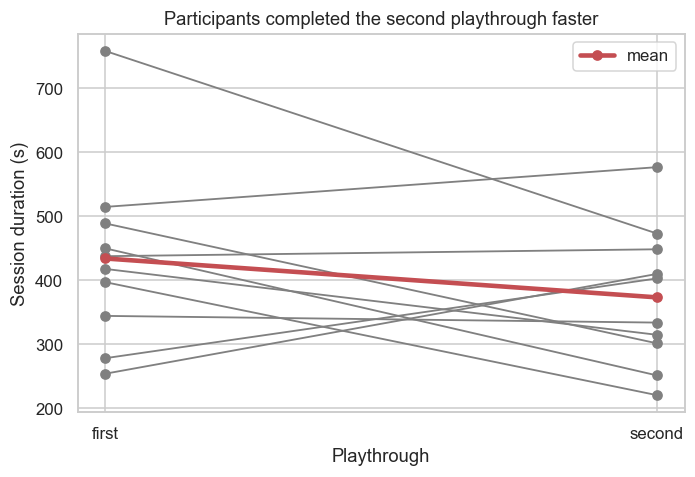 Participants completed the second playthrough faster
mean
700
600
500
400
300
200
Session duration (s)
first
second
Playthrough